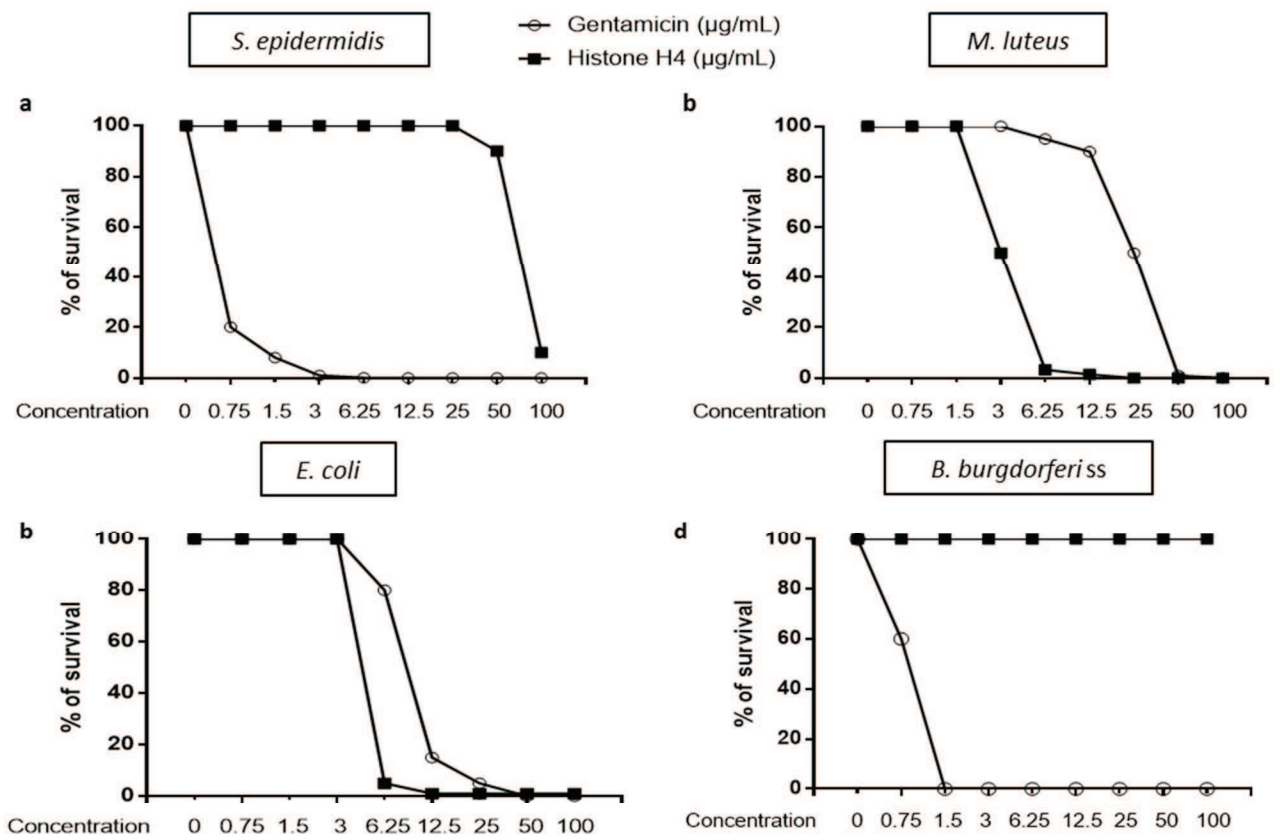 S. epidermidis
Gentamicin (µg/mL)
Histone H4 (µg/mL)
M. luteus
a
100
80
60
40
20
0
% of survival
Concentration 0 0.75 1.5 3 6.25 12.5 25 50 100
b
100
80
60
40
20
0
% of survival
0 0.75 1.5 3 6.25 12.5 25 50 100
E. coli
B. burgdorferi ss
b
100
80
60
40
20
0
% of survival
Concentration 0 0.75 1.5 3 6.25 12.5 25 50 100
d
100
80
60
40
20
0
% of survival
Concentration 0 0.75 1.5 3 6.25 12.5 25 50 100